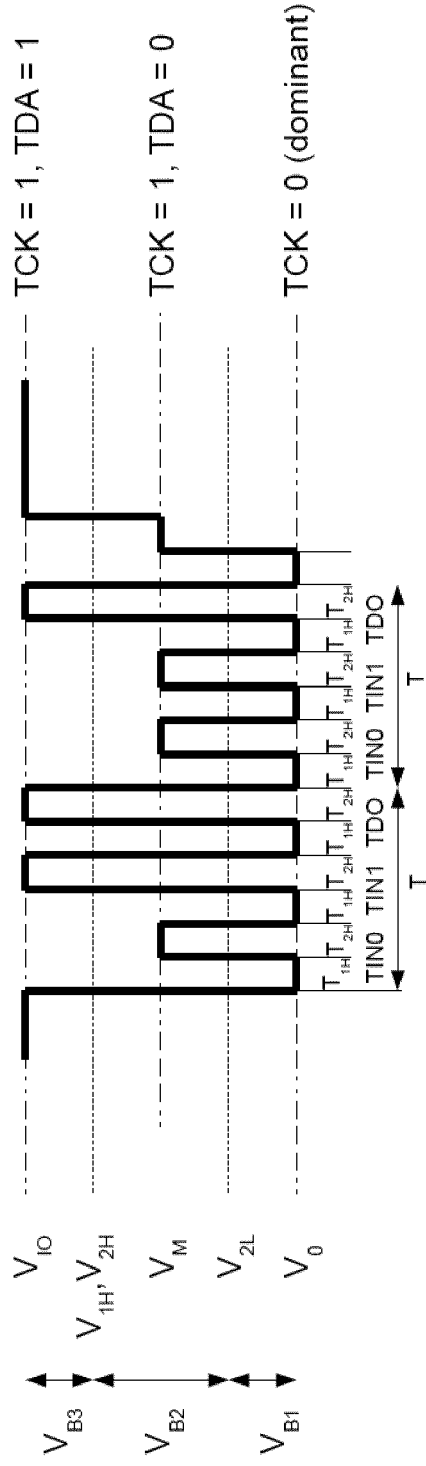 TCK = 1, TDA = 1
TCK = 1, TDA = 0
TCK = 0 (dominant)
V_IO
V_1H, V_2H
V_M
V_2L
V_0
V_B3
V_B2
V_B1
T_1H T_2H T_1H T_2H T_1H T_2H T_1H T_2H T_1H T_2H T_1H T_2H
TIN0 TIN1 TDO TIN0 TIN1 TDO
T T